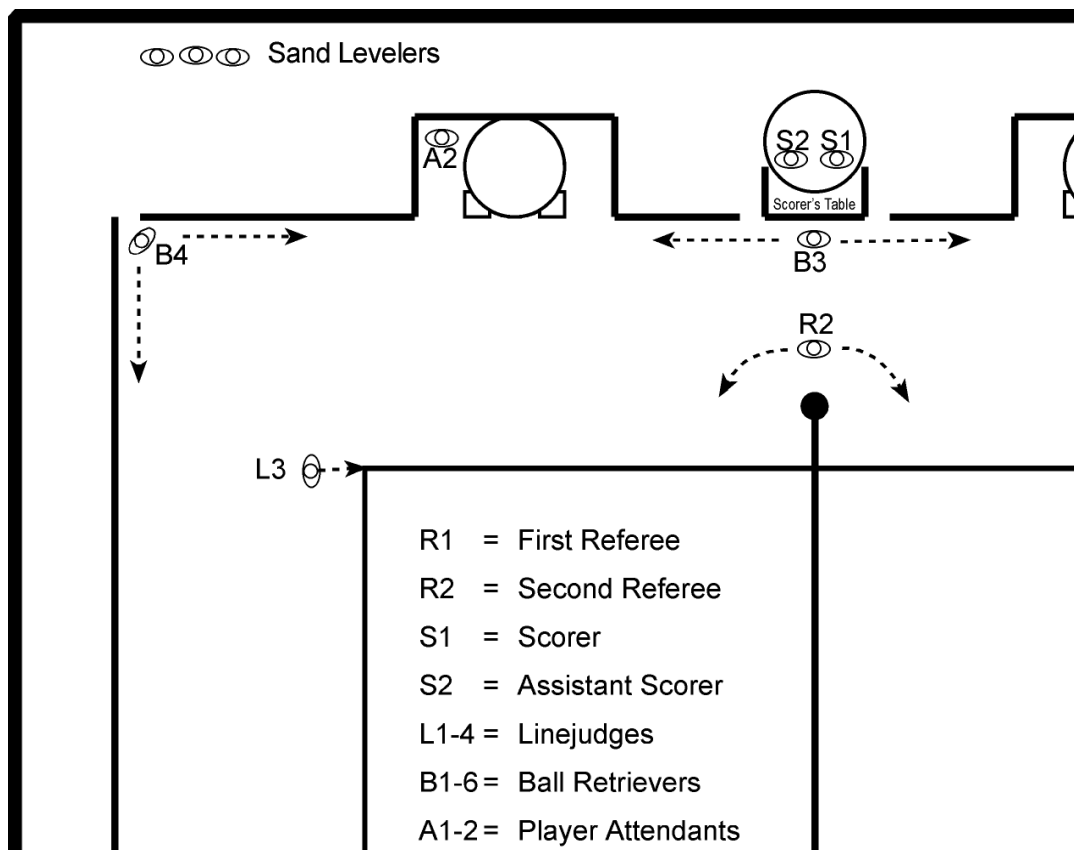 Sand Levelers
A2
S2 S1
Scorer's Table
B4
B3
R2
L3
R1 = First Referee
R2 = Second Referee
S1 = Scorer
S2 = Assistant Scorer
L1-4 = Linejudges
B1-6 = Ball Retrievers
A1-2 = Player Attendants